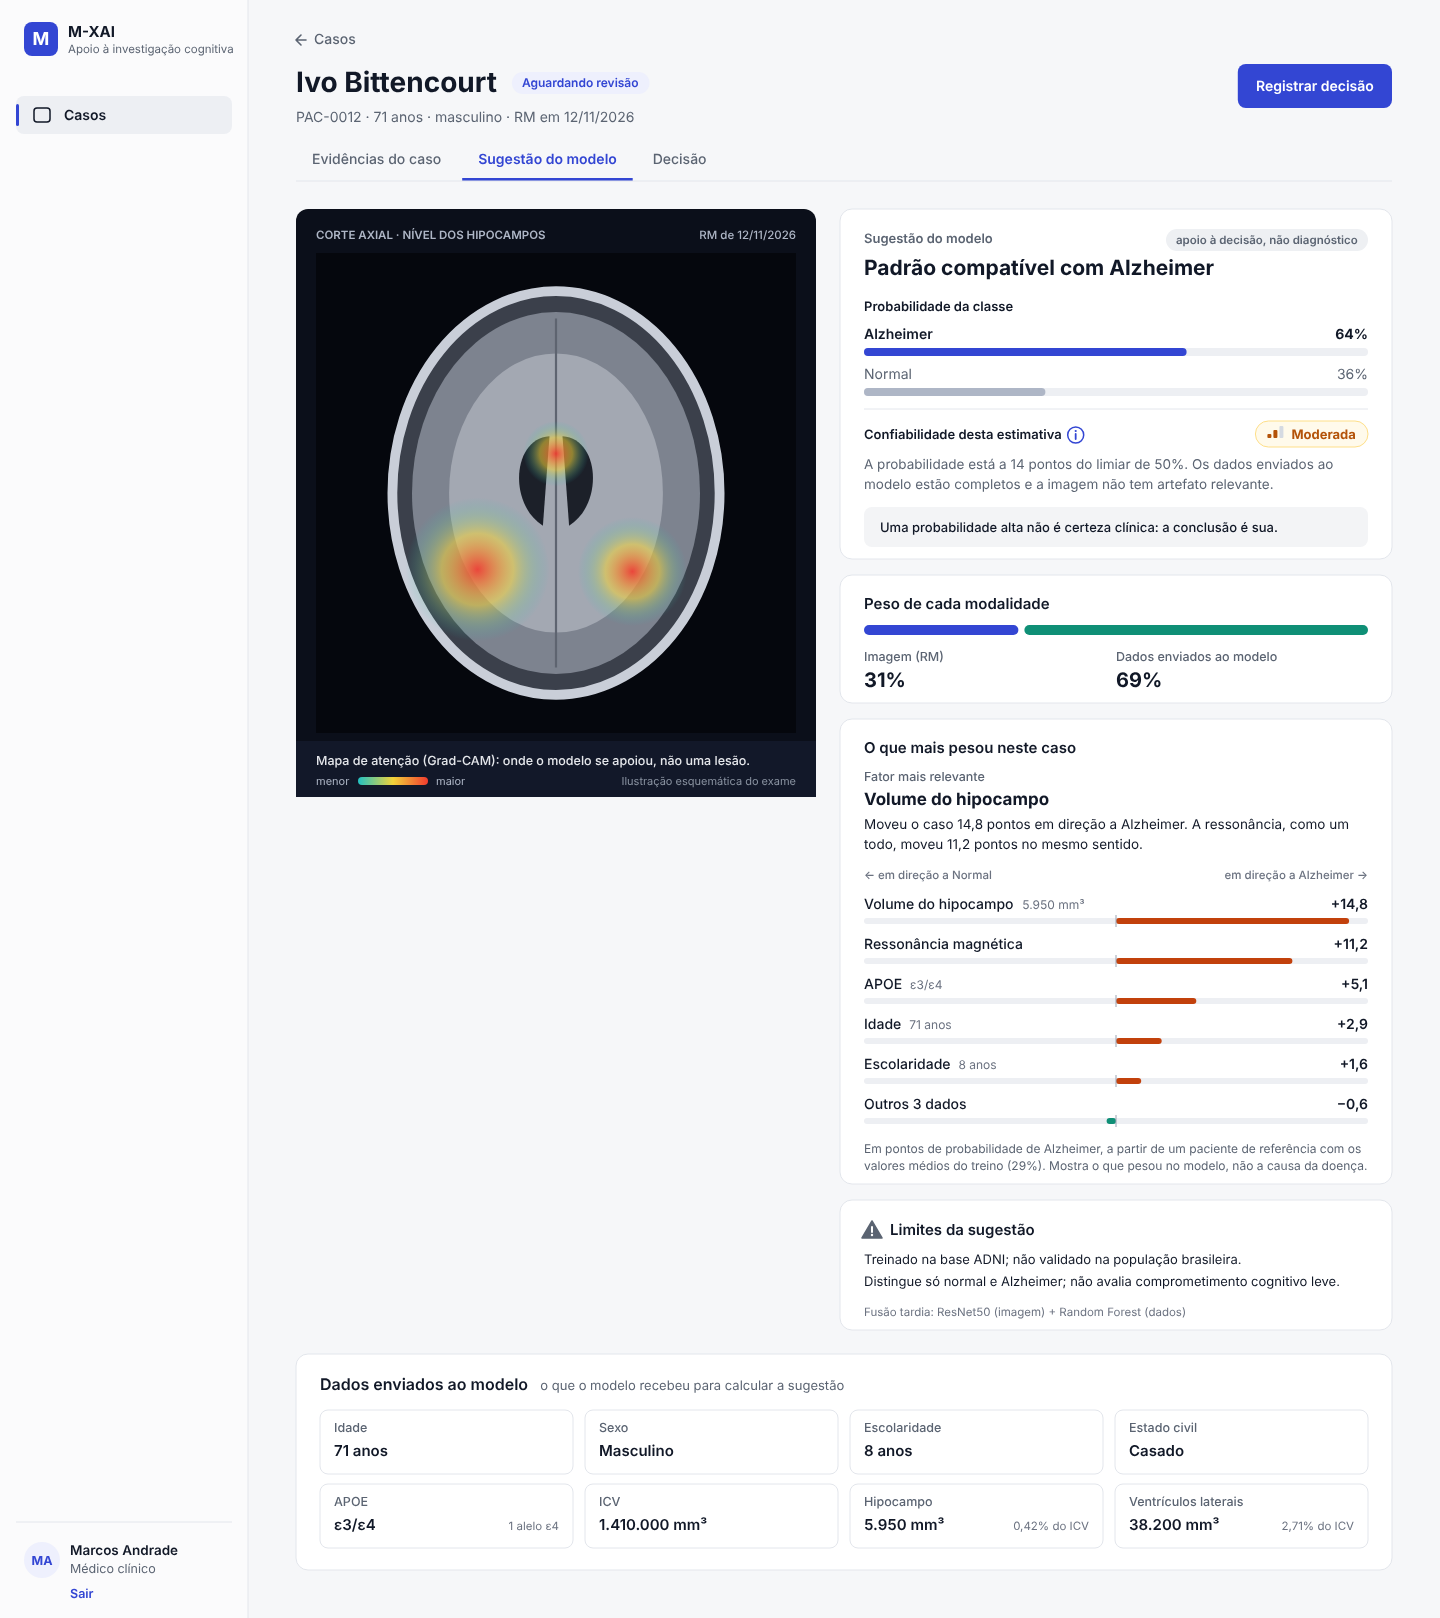 M
M-XAI
Apoio à investigação cognitiva
Casos
← Casos
Ivo Bittencourt
Aguardando revisão
PAC-0012 · 71 anos · masculino · RM em 12/11/2026
Registrar decisão
Evidências do caso
Sugestão do modelo
Decisão
CORTE AXIAL · NÍVEL DOS HIPOCAMPOS
RM de 12/11/2026
Mapa de atenção (Grad-CAM): onde o modelo se apoiou, não uma lesão.
menor
maior
Ilustração esquemática do exame
Sugestão do modelo
apoio à decisão, não diagnóstico
Padrão compatível com Alzheimer
Probabilidade da classe
Alzheimer
64%
Normal
36%
Confiabilidade desta estimativa
Moderada
A probabilidade está a 14 pontos do limiar de 50%. Os dados enviados ao
modelo estão completos e a imagem não tem artefato relevante.
Uma probabilidade alta não é certeza clínica: a conclusão é sua.
Peso de cada modalidade
Imagem (RM)
31%
Dados enviados ao modelo
69%
O que mais pesou neste caso
Fator mais relevante
Volume do hipocampo
Moveu o caso 14,8 pontos em direção a Alzheimer. A ressonância, como um
todo, moveu 11,2 pontos no mesmo sentido.
← em direção a Normal
em direção a Alzheimer →
Volume do hipocampo 5.950 mm³
+14,8
Ressonância magnética
+11,2
APOE ε3/ε4
+5,1
Idade 71 anos
+2,9
Escolaridade 8 anos
+1,6
Outros 3 dados
−0,6
Em pontos de probabilidade de Alzheimer, a partir de um paciente de referência com os
valores médios do treino (29%). Mostra o que pesou no modelo, não a causa da doença.
Limites da sugestão
Treinado na base ADNI; não validado na população brasileira.
Distingue só normal e Alzheimer; não avalia comprometimento cognitivo leve.
Fusão tardia: ResNet50 (imagem) + Random Forest (dados)
Dados enviados ao modelo
o que o modelo recebeu para calcular a sugestão
Idade
71 anos
Sexo
Masculino
Escolaridade
8 anos
Estado civil
Casado
APOE
ε3/ε4
1 alelo ε4
ICV
1.410.000 mm³
Hipocampo
5.950 mm³
0,42% do ICV
Ventrículos laterais
38.200 mm³
2,71% do ICV
MA
Marcos Andrade
Médico clínico
Sair